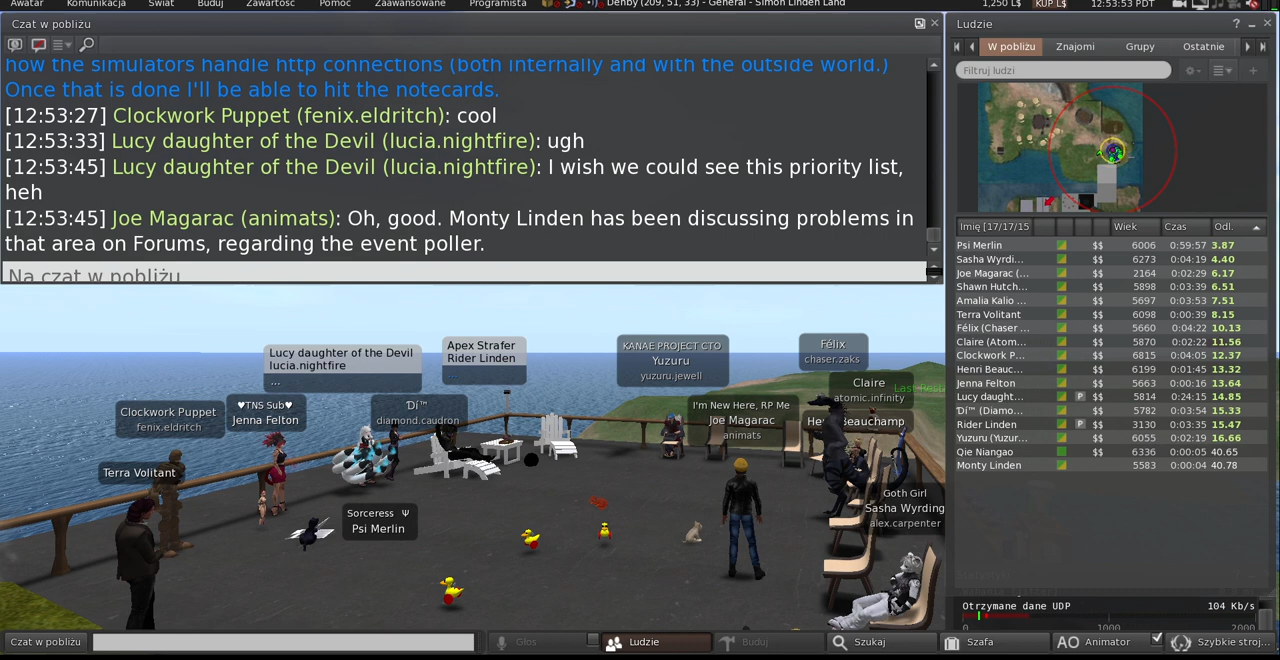 Avatar Komunikacja Świat Buduj Zawartość Pomoc Zaawansowane Programista Denby (209, 51, 33) - General - Simon Linden Land 1,250 L$ KUP L$ 12:53:53 PDT
Czat w pobliżu
how the simulators handle http connections (both internally and with the outside world.)
Once that is done I'll be able to hit the notecards.
[12:53:27] Clockwork Puppet (fenix.eldritch): cool
[12:53:33] Lucy daughter of the Devil (lucia.nightfire): ugh
[12:53:45] Lucy daughter of the Devil (lucia.nightfire): I wish we could see this priority list,
heh
[12:53:45] Joe Magarac (animats): Oh, good. Monty Linden has been discussing problems in
that area on Forums, regarding the event poller.
Na czat w pobliżu
Lucy daughter of the Devil
lucia.nightfire
...
Apex Strafer
Rider Linden
...
KANAE PROJECT CTO
Yuzuru
yuzuru.jewell
Félix
chaser.zaks
Claire
atomic.infinity
Clockwork Puppet
fenix.eldritch
♥TNS Sub♥
Jenna Felton
Ɗí™
diamond.caudron
I'm New Here, RP Me
Joe Magarac
animats
Beauchamp
Terra Volitant
Sorceress Ψ
Psi Merlin
Goth Girl
Sasha Wyrding
alex.carpenter
Ludzie
? _ ×
W pobliżu Znajomi Grupy Ostatnie
Filtruj ludzi
Imię [17/17/15 Wiek Czas Odl.
Psi Merlin $$ 6006 0:59:57 3.87
Sasha Wyrdi... $$ 6273 0:04:19 4.40
Joe Magarac (... $$ 2164 0:02:29 6.17
Shawn Hutch... $$ 5898 0:03:39 6.51
Amalia Kalio ... $$ 5697 0:03:53 7.51
Terra Volitant $$ 6098 0:00:39 8.15
Félix (Chaser ... $$ 5660 0:04:22 10.13
Claire (Atom... $$ 5870 0:02:22 11.56
Clockwork P... $$ 6815 0:04:05 12.37
Henri Beauc... $$ 6199 0:01:45 13.32
Jenna Felton $$ 5663 0:00:16 13.64
Lucy daught... P $$ 5814 0:24:15 14.85
Ɗí™ (Diamo... $$ 5782 0:03:54 15.33
Rider Linden P $$ 3130 0:03:35 15.47
Yuzuru (Yuzur... $$ 6055 0:02:19 16.66
Qie Niangao $$ 6336 0:00:05 40.65
Monty Linden 5583 0:00:04 40.78
Otrzymane dane UDP 104 Kb/s
0 1000 2000
Czat w pobliżu Głos Ludzie Buduj Szukaj Szafa AO Animator Szybkie stroj...